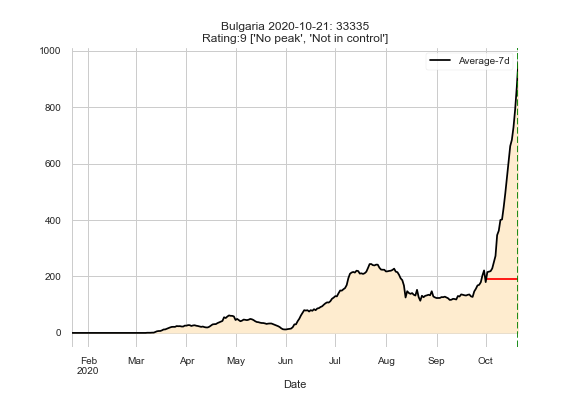 Bulgaria 2020-10-21: 33335
Rating:9 ['No peak', 'Not in control']
1000
Average-7d
800
600
400
200
0
Feb Mar Apr May Jun Jul Aug Sep Oct
2020
Date